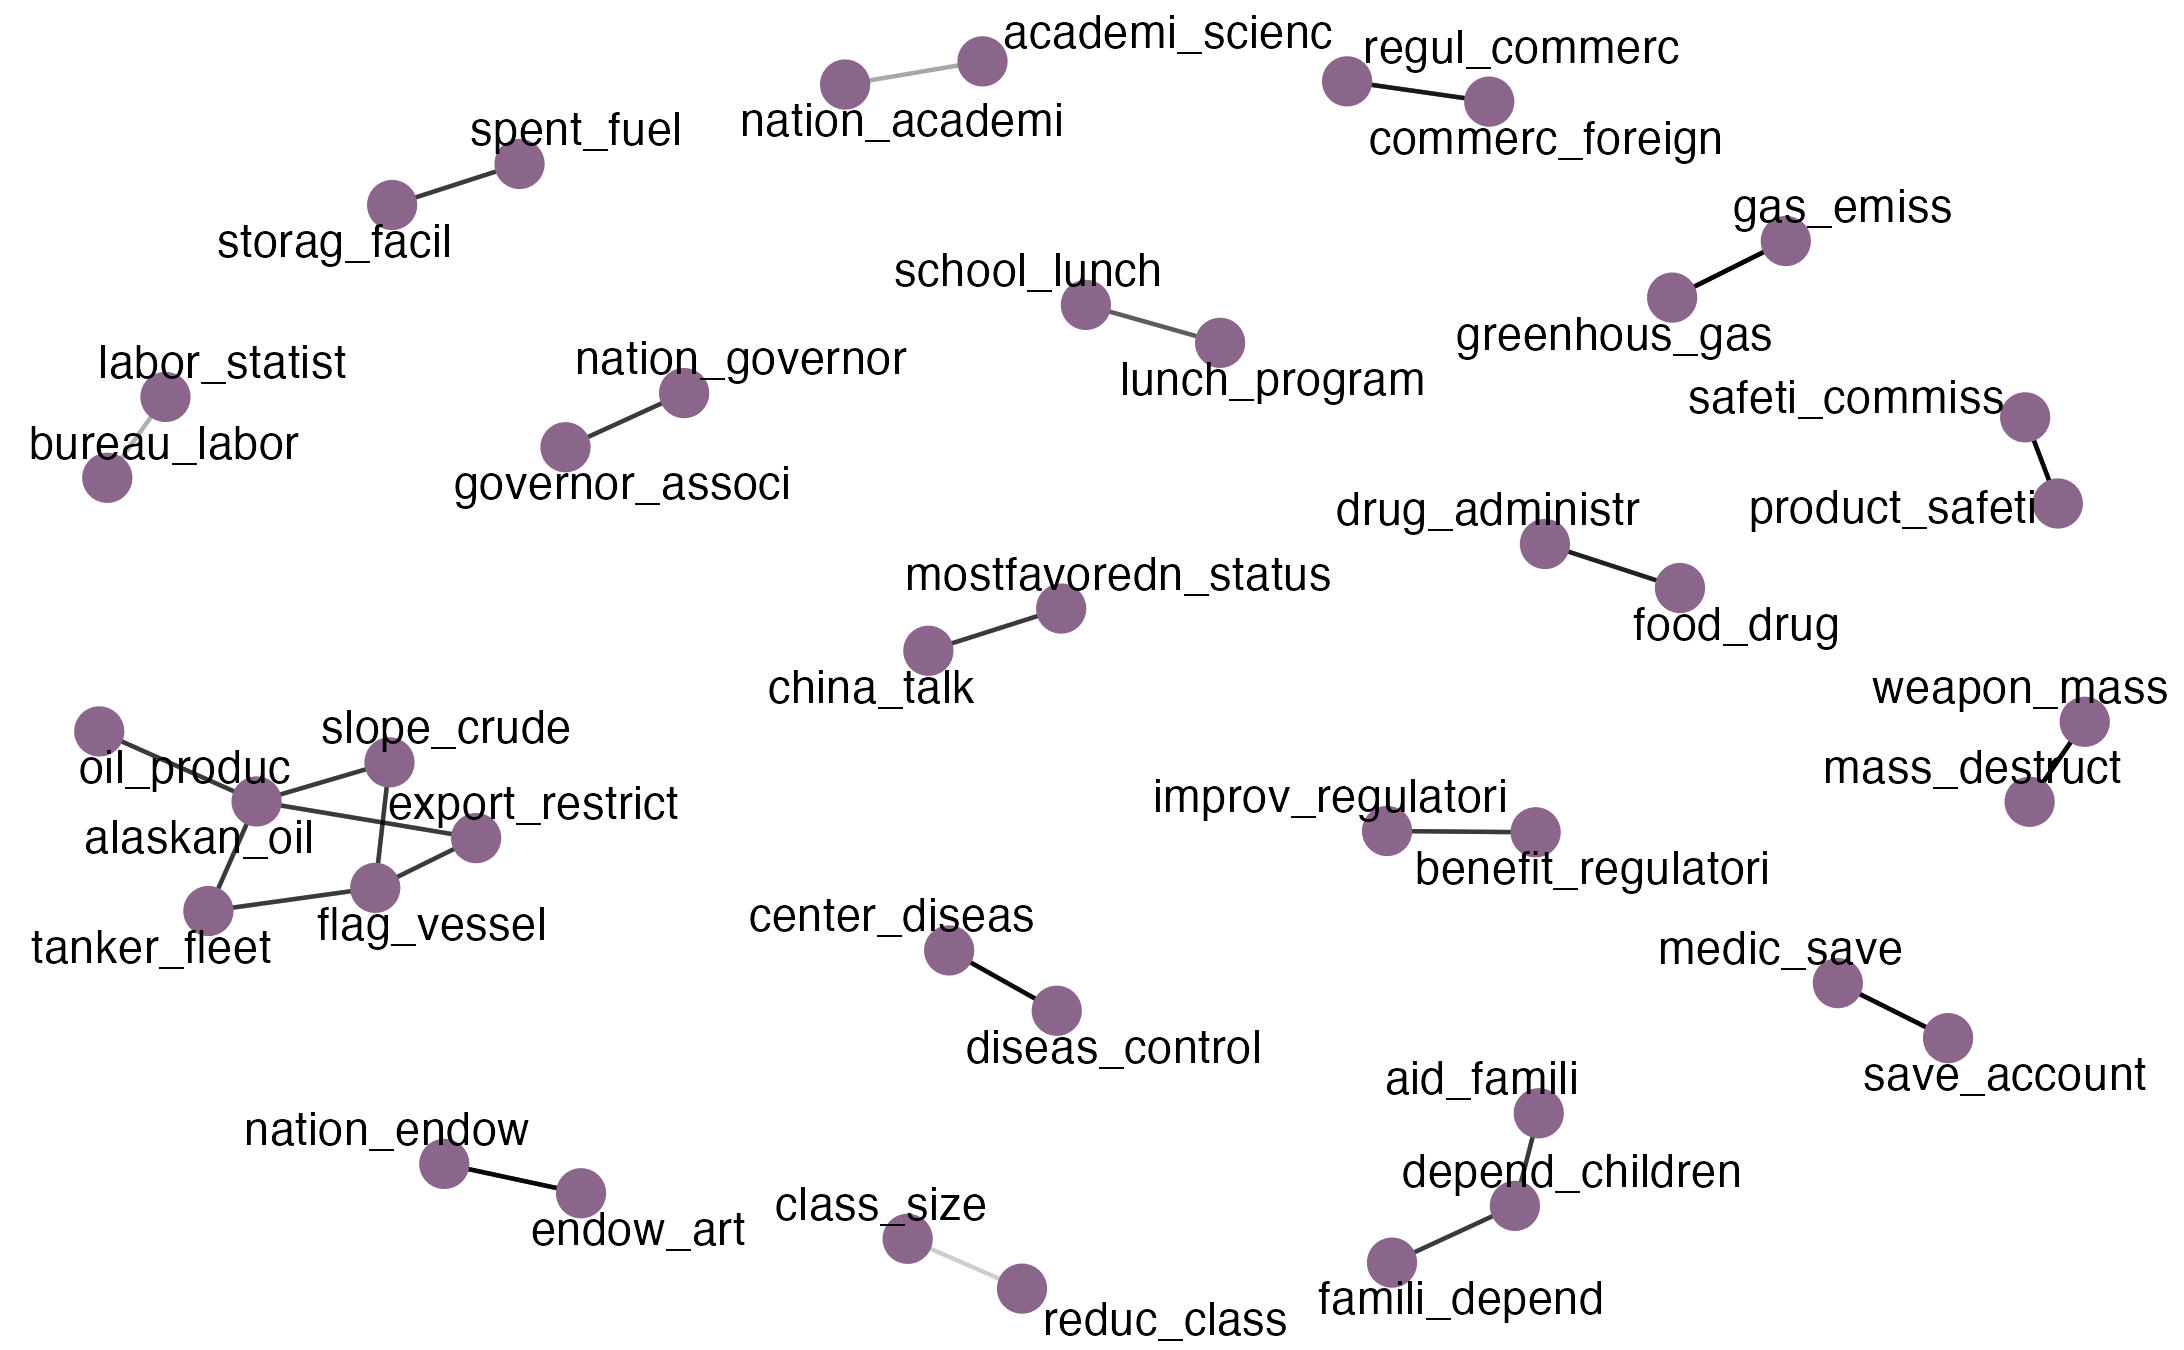 academi_scienc
regul_commerc
nation_academi
spent_fuel
commerc_foreign
storag_facil
gas_emiss
school_lunch
greenhous_gas
labor_statist
nation_governor
lunch_program
safeti_commiss
bureau_labor
governor_associ
drug_administr
product_safeti
mostfavoredn_status
food_drug
china_talk
weapon_mass
slope_crude
oil_produc
mass_destruct
export_restrict
improv_regulatori
alaskan_oil
benefit_regulatori
center_diseas
flag_vessel
tanker_fleet
medic_save
diseas_control
aid_famili
save_account
nation_endow
depend_children
class_size
endow_art
famili_depend
reduc_class